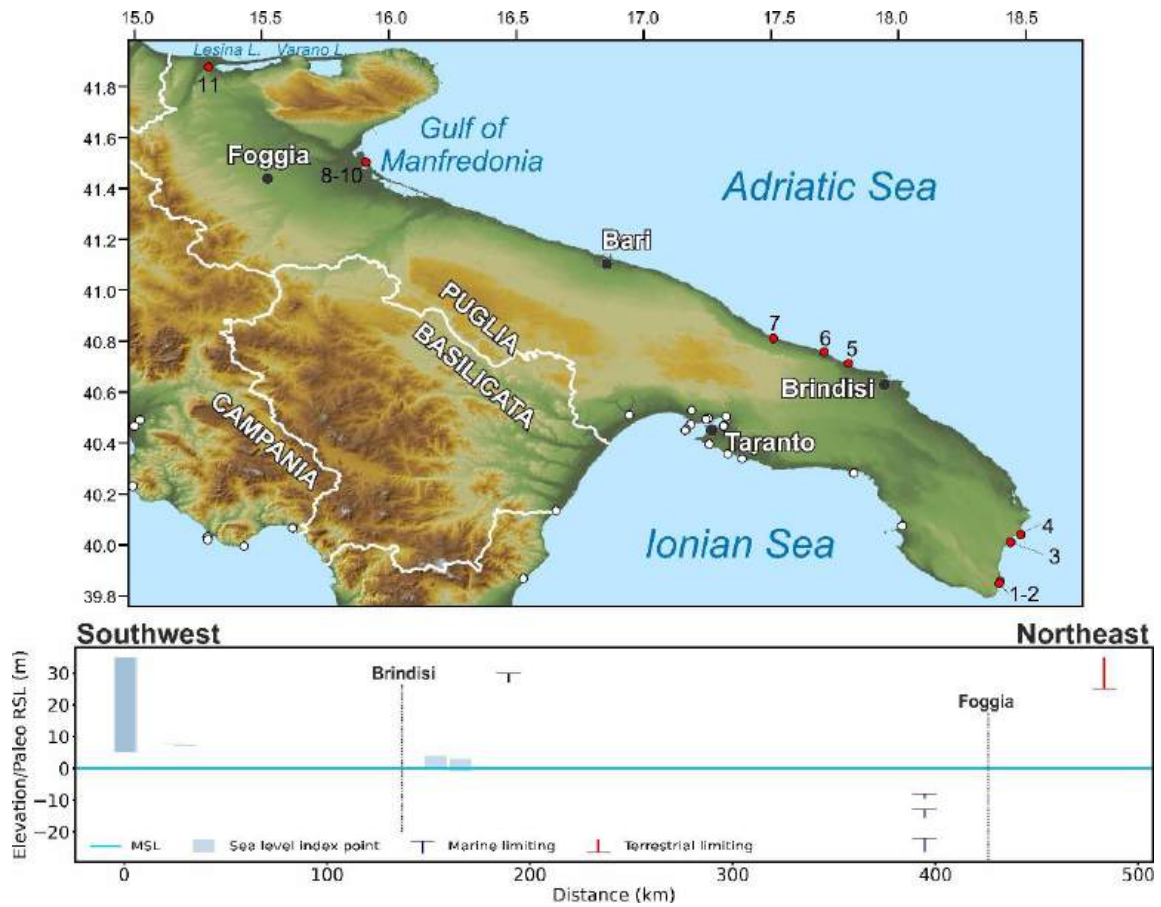 15.0 15.5 16.0 16.5 17.0 17.5 18.0 18.5
Lesina L. Varano L.
41.8
11
41.6
Gulf of
Manfredonia
Foggia
8-10
41.4
Adriatic Sea
41.2
Bari
41.0
PUGLIA
BASILICATA
CAMPANIA
40.8
7
6
5
Brindisi
40.6
Taranto
40.4
40.2
Ionian Sea
4
3
40.0
1-2
39.8
Southwest Northeast
Elevation/Paleo RSL (m)
30
20
10
0
−10
−20
Brindisi
Foggia
MSL Sea level index point Marine limiting Terrestrial limiting
0 100 200 300 400 500
Distance (km)